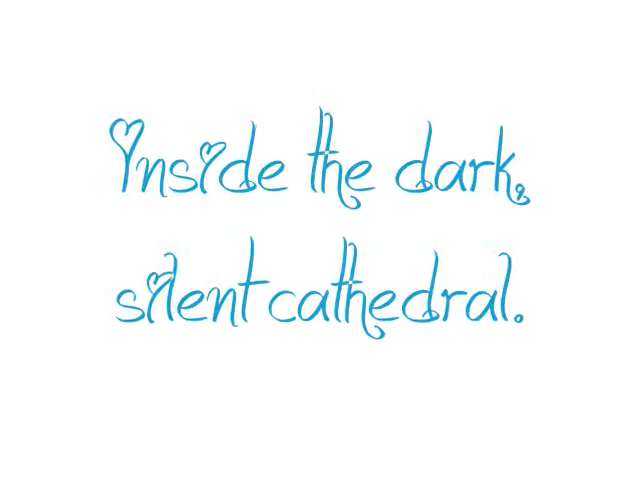 Inside the dark,
silent cathedral.